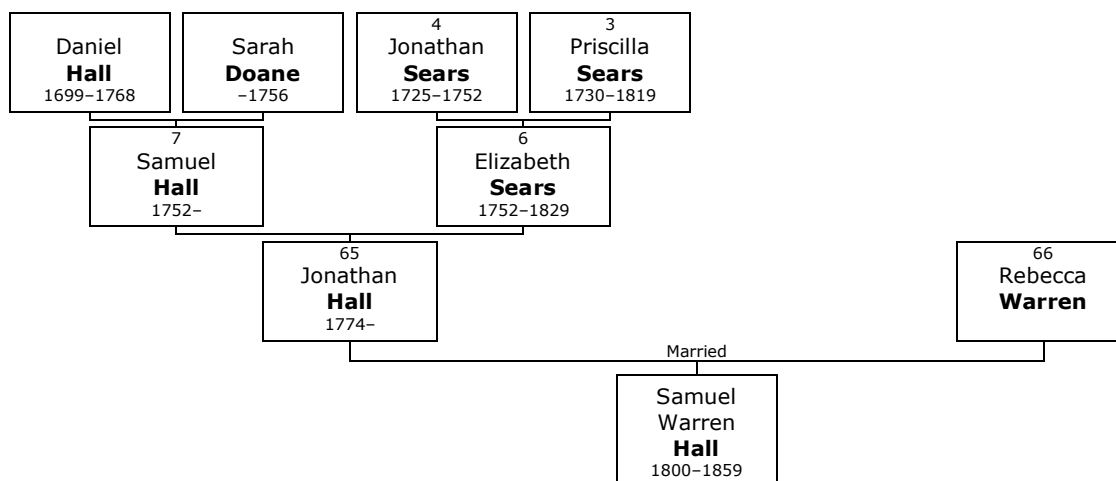 Daniel
Hall
1699–1768
Sarah
Doane
–1756
4
Jonathan
Sears
1725–1752
3
Priscilla
Sears
1730–1819
7
Samuel
Hall
1752–
6
Elizabeth
Sears
1752–1829
65
Jonathan
Hall
1774–
66
Rebecca
Warren
Married
Samuel
Warren
Hall
1800–1859